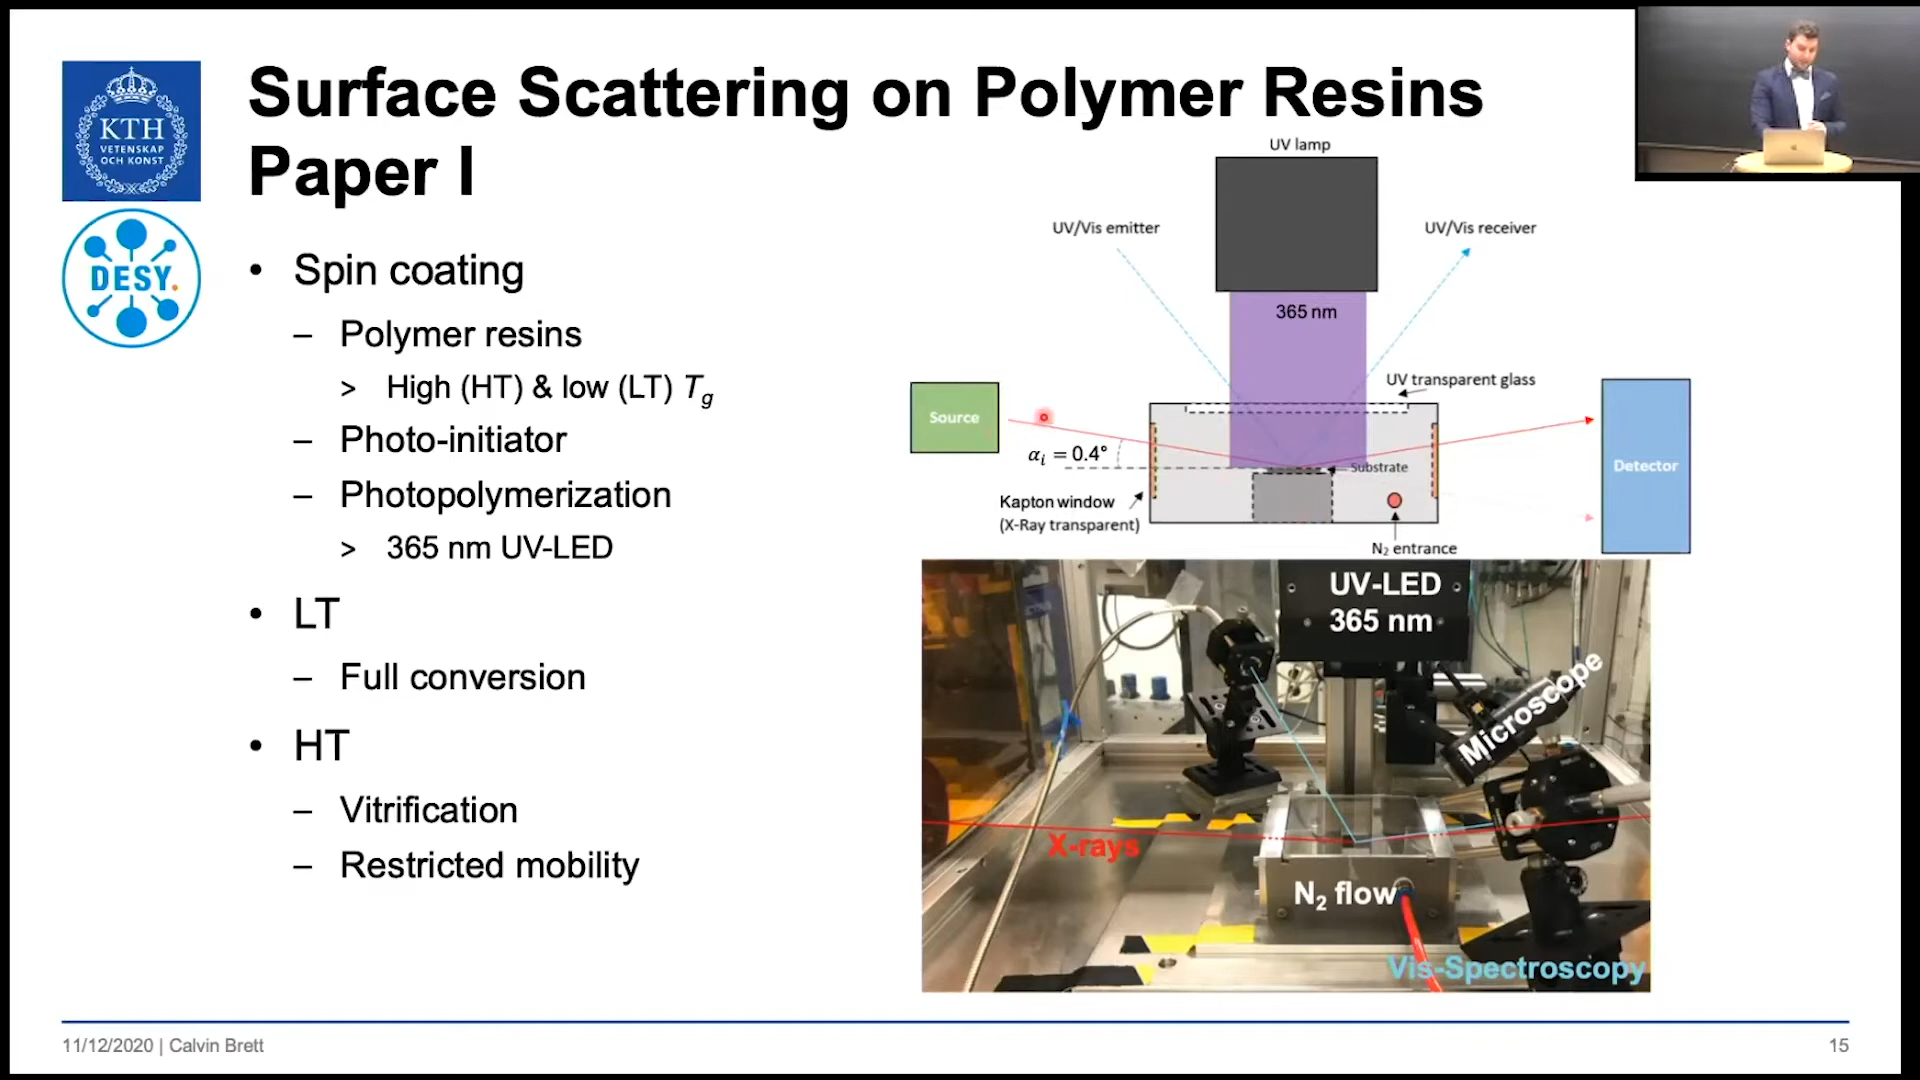 KTH
VETENSKAP
OCH KONST
DESY.
Surface Scattering on Polymer Resins
Paper I
• Spin coating
– Polymer resins
> High (HT) & low (LT) Tg
– Photo-initiator
– Photopolymerization
> 365 nm UV-LED
• LT
– Full conversion
• HT
– Vitrification
– Restricted mobility
UV lamp
UV/Vis emitter
UV/Vis receiver
365 nm
UV transparent glass
Source
αi = 0.4°
Substrate
Detector
Kapton window
(X-Ray transparent)
N2 entrance
UV-LED
365 nm
Microscope
X-rays
N2 flow
Vis-Spectroscopy
11/12/2020 | Calvin Brett
15